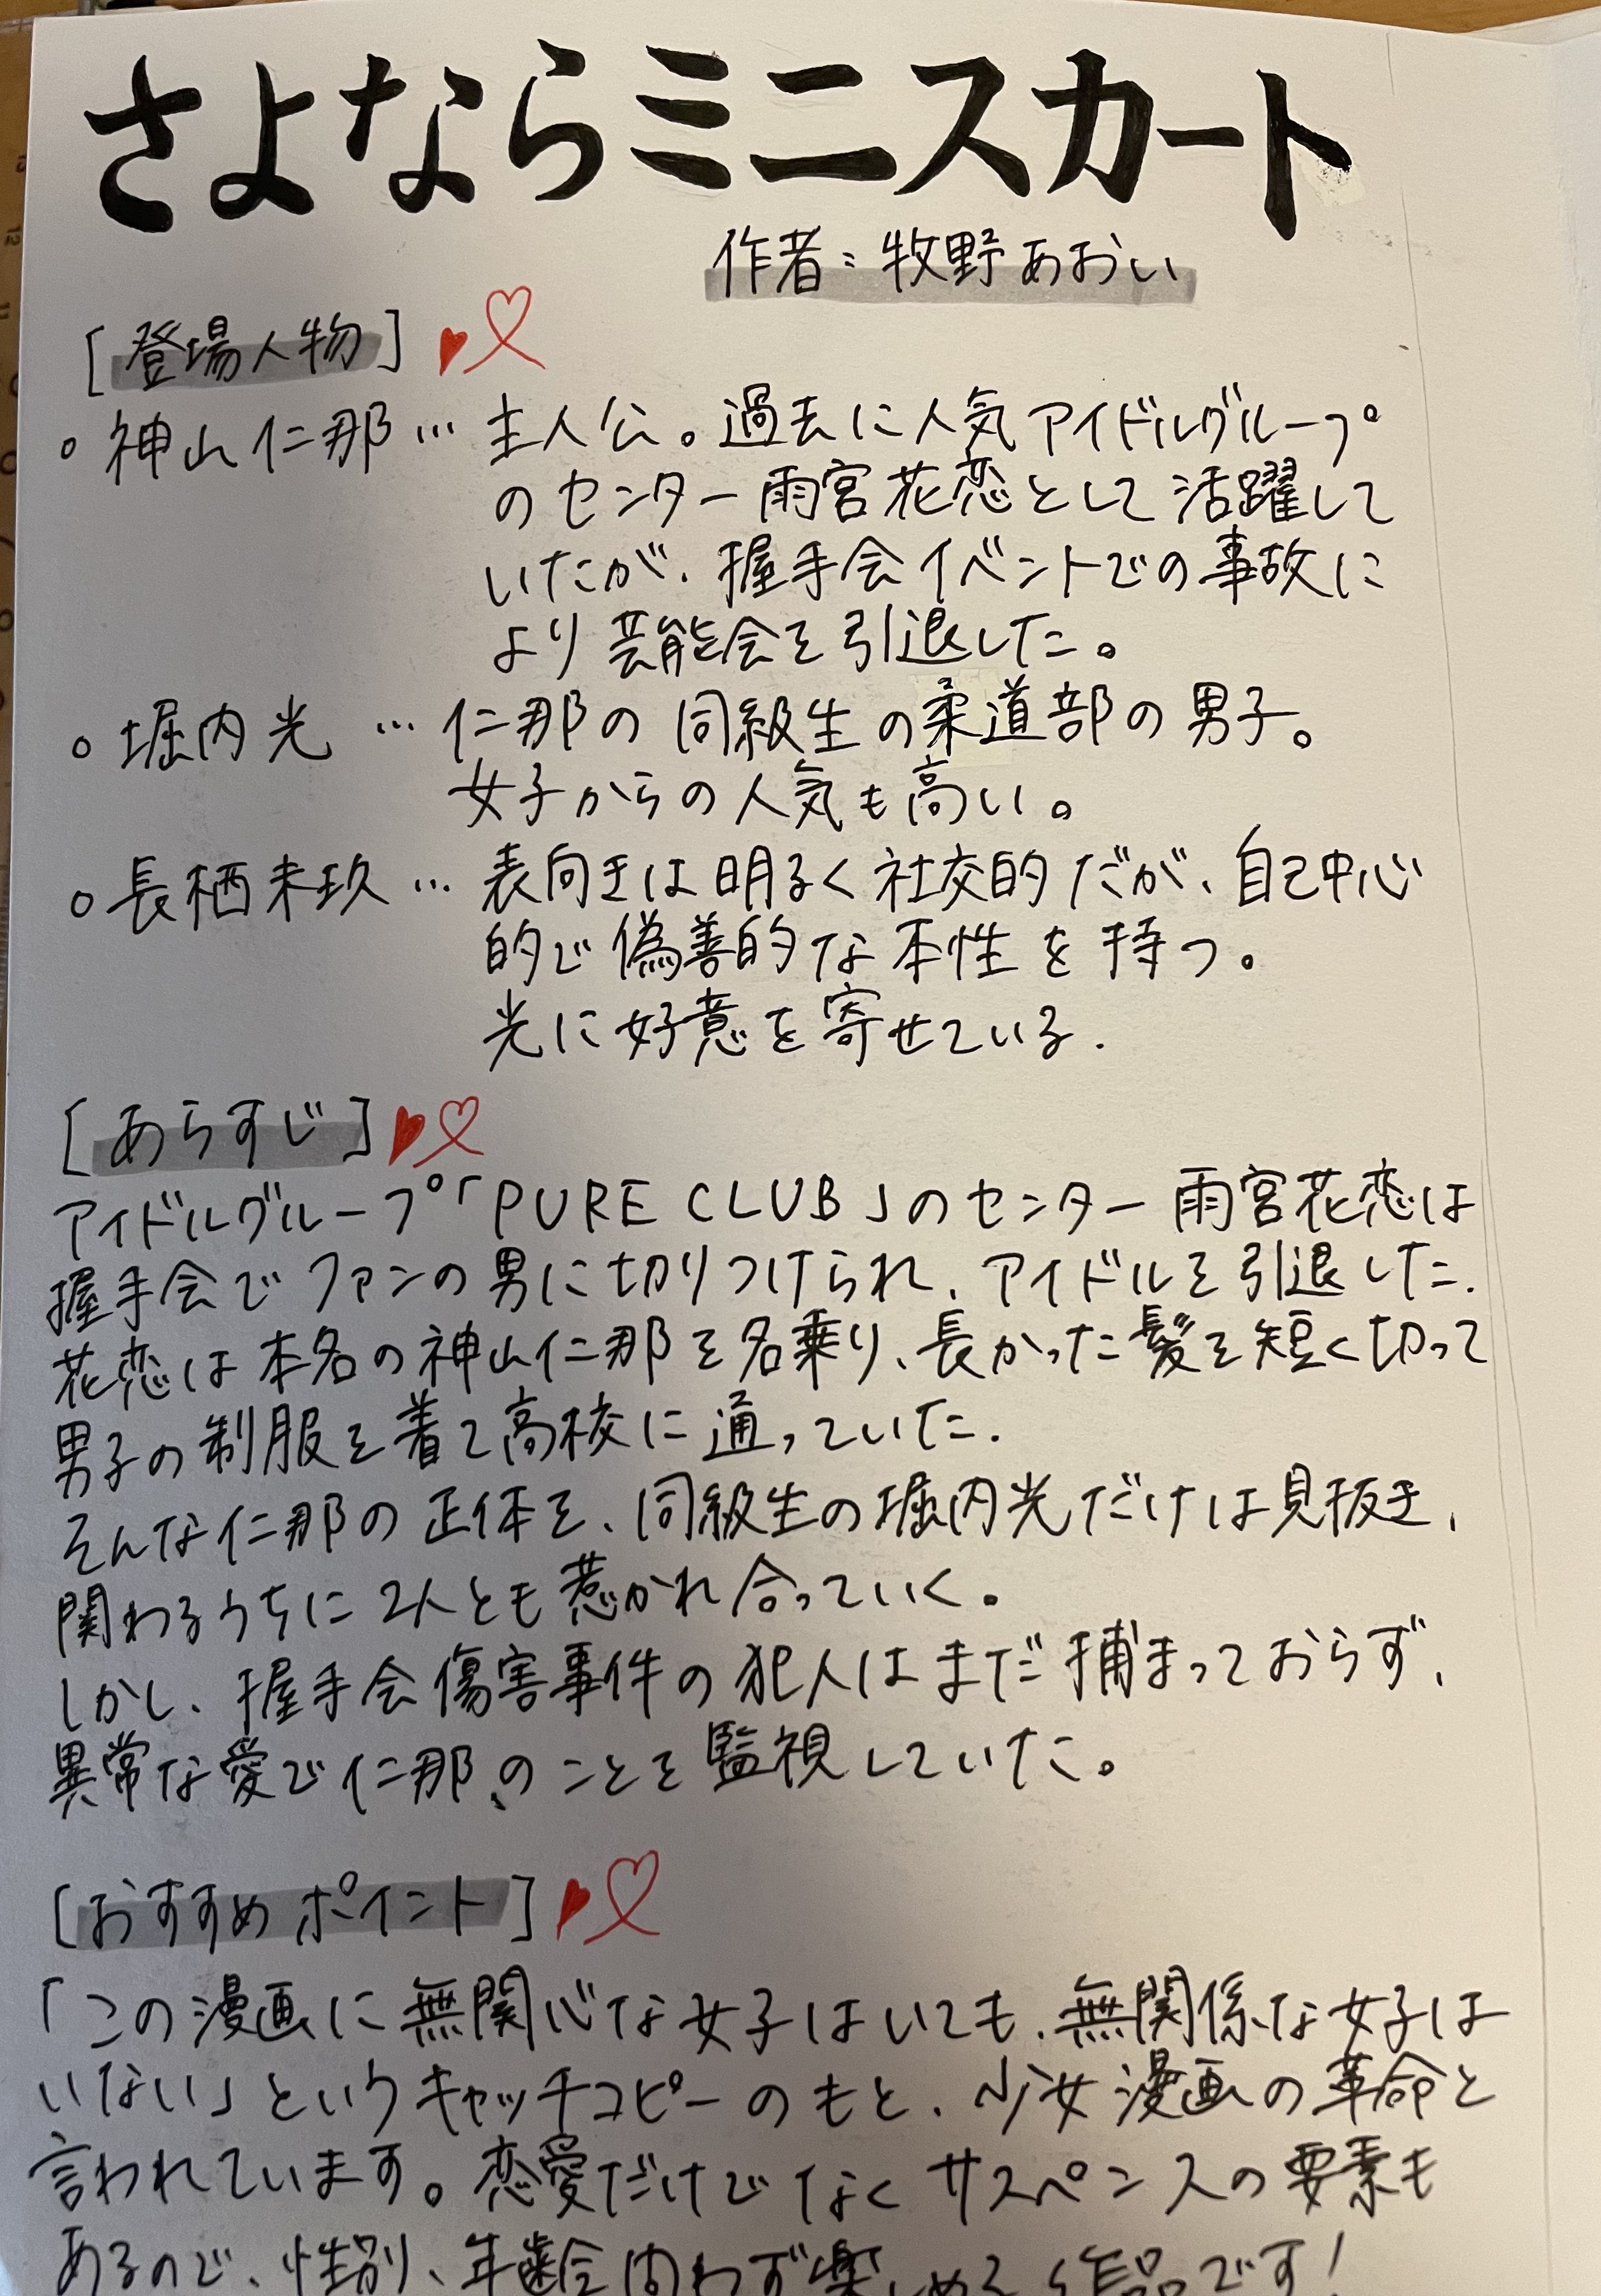 さよならミニスカート
作者：牧野あおい
[登場人物]
○神山仁那… 主人公。過去に人気アイドルグループ
のセンター雨宮花恋として活躍して
いたが、握手会イベントでの事故に
より芸能会を引退した。
○堀内光 … 仁那の同級生の柔道部の男子。
女子からの人気も高い。
○長栖未玖… 表向きは明るく社交的だが、自己中心
的で偽善的な本性を持つ。
光に好意を寄せている.
[あらすじ]
アイドルグループ「PURE CLUB」のセンター雨宮花恋は
握手会でファンの男に切りつけられ、アイドルを引退した.
花恋は本名の神山仁那を名乗り、長かった髪を短く切って
男子の制服を着て高校に通っていた.
そんな仁那の正体を、同級生の堀内光だけは見抜き、
関わるうちに2人とも惹かれ合っていく。
しかし、握手会傷害事件の犯人はまだ捕まっておらず、
異常な愛で仁那、のことを監視していた。
[おすすめポイント]
「この漫画に無関心な女子はいても、無関係な女子は
いない」というキャッチコピーのもと、少女漫画の革命と
言われています。恋愛だけでなくサスペンスの要素も
あるので、性別、年齢問わず楽しめる作品です!